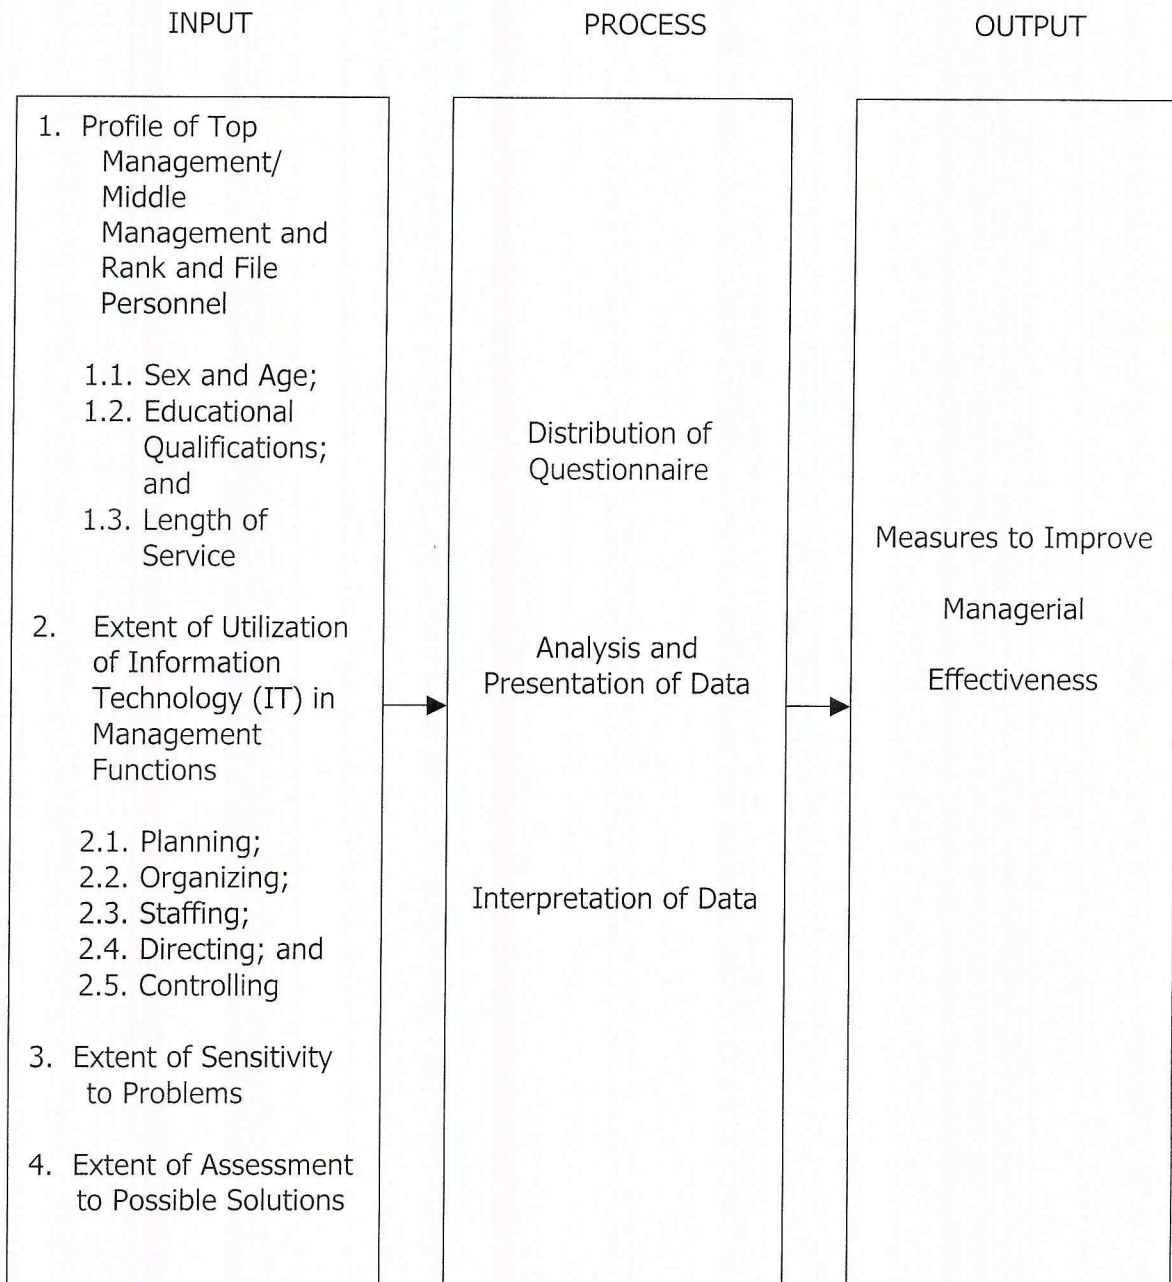 INPUT
PROCESS
OUTPUT
1. Profile of Top
Management/
Middle
Management and
Rank and File
Personnel
1.1. Sex and Age;
1.2. Educational
Qualifications;
and
1.3. Length of
Service
2. Extent of Utilization
of Information
Technology (IT) in
Management
Functions
2.1. Planning;
2.2. Organizing;
2.3. Staffing;
2.4. Directing; and
2.5. Controlling
3. Extent of Sensitivity
to Problems
4. Extent of Assessment
to Possible Solutions
Distribution of
Questionnaire
Analysis and
Presentation of Data
Interpretation of Data
Measures to Improve
Managerial
Effectiveness